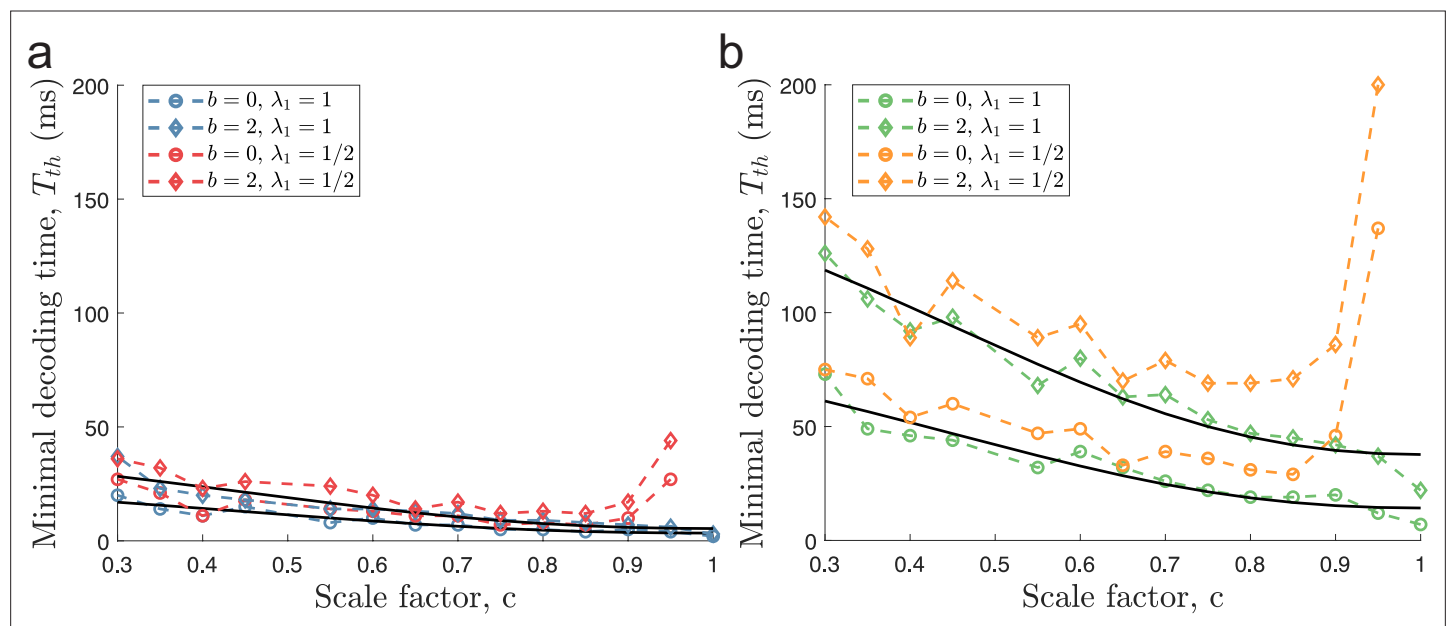 a
Minimal decoding time, $T_{th}$ (ms)
200
150
100
50
0
b = 0, λ₁ = 1
b = 2, λ₁ = 1
b = 0, λ₁ = 1/2
b = 2, λ₁ = 1/2
0.3 0.4 0.5 0.6 0.7 0.8 0.9 1
Scale factor, c
b
Minimal decoding time, $T_{th}$ (ms)
200
150
100
50
0
b = 0, λ₁ = 1
b = 2, λ₁ = 1
b = 0, λ₁ = 1/2
b = 2, λ₁ = 1/2
0.3 0.4 0.5 0.6 0.7 0.8 0.9 1
Scale factor, c